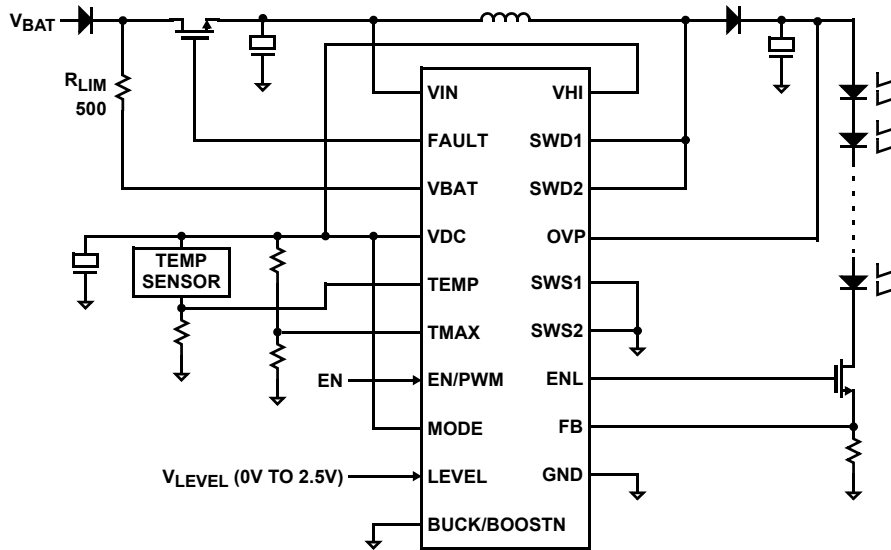 VBAT
RLIM
500
VIN
VHI
FAULT
SWD1
VBAT
SWD2
VDC
OVP
TEMP
SENSOR
TEMP
SWS1
TMAX
SWS2
EN
EN/PWM
ENL
MODE
FB
VLEVEL (0V TO 2.5V)
LEVEL
GND
BUCK/BOOSTN